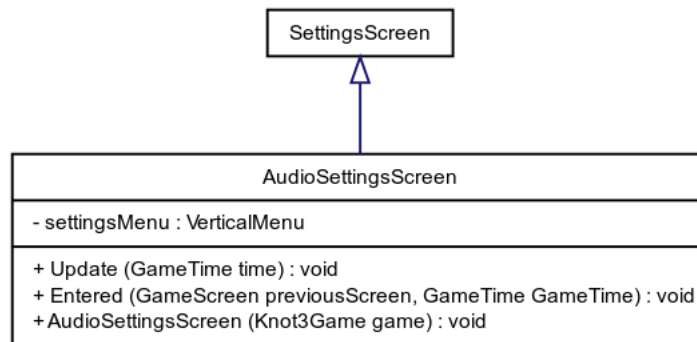 SettingsScreen
AudioSettingsScreen
- settingsMenu : VerticalMenu
+ Update (GameTime time) : void
+ Entered (GameScreen previousScreen, GameTime GameTime) : void
+ AudioSettingsScreen (Knot3Game game) : void